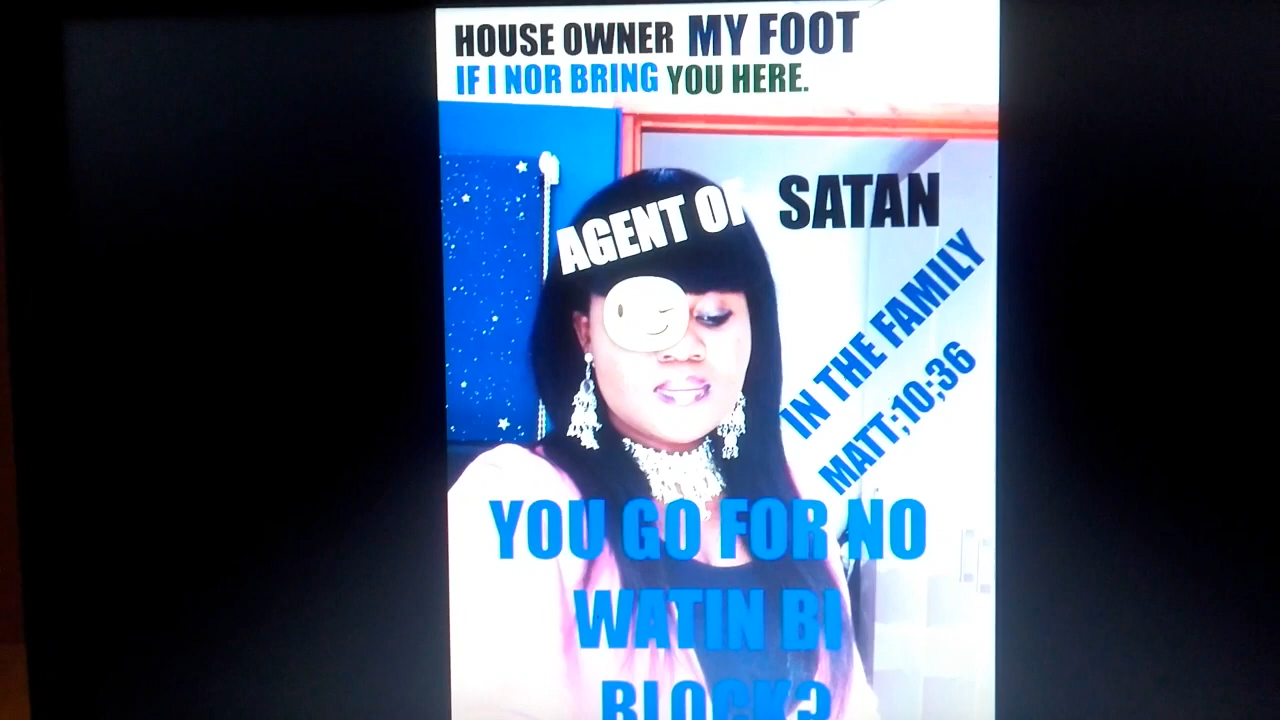 HOUSE OWNER MY FOOT
IF I NOR BRING YOU HERE.
AGENT OF SATAN
IN THE FAMILY
MATT;10;36
YOU GO FOR NO
WATIN BI
BLOCK?